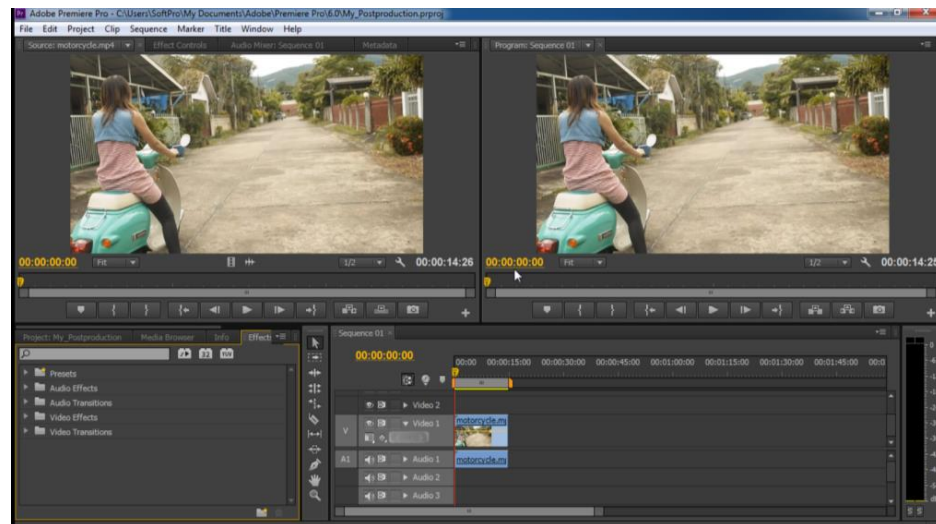 Adobe Premiere Pro - C:\Users\SoftPro\My Documents\Adobe\Premiere Pro\6.0\My_Postproduction.prproj
File Edit Project Clip Sequence Marker Title Window Help
Source: motorcycle.mp4 Effect Controls Audio Mixer: Sequence 01 Metadata
Program: Sequence 01
00:00:00:00 Fit 1/2 00:00:14:26
00:00:00:00 Fit 1/2 00:00:14:25
Project: My_Postproduction Media Browser Info Effects
Presets
Audio Effects
Audio Transitions
Video Effects
Video Transitions
Sequence 01
00:00:00:00
00:00 00:00:15:00 00:00:30:00 00:00:45:00 00:01:00:00 00:01:15:00 00:01:30:00 00:01:45:00 00:0
Video 2
V Video 1 motorcycle.m
A1 Audio 1 motorcycle.m
Audio 2
Audio 3
S S